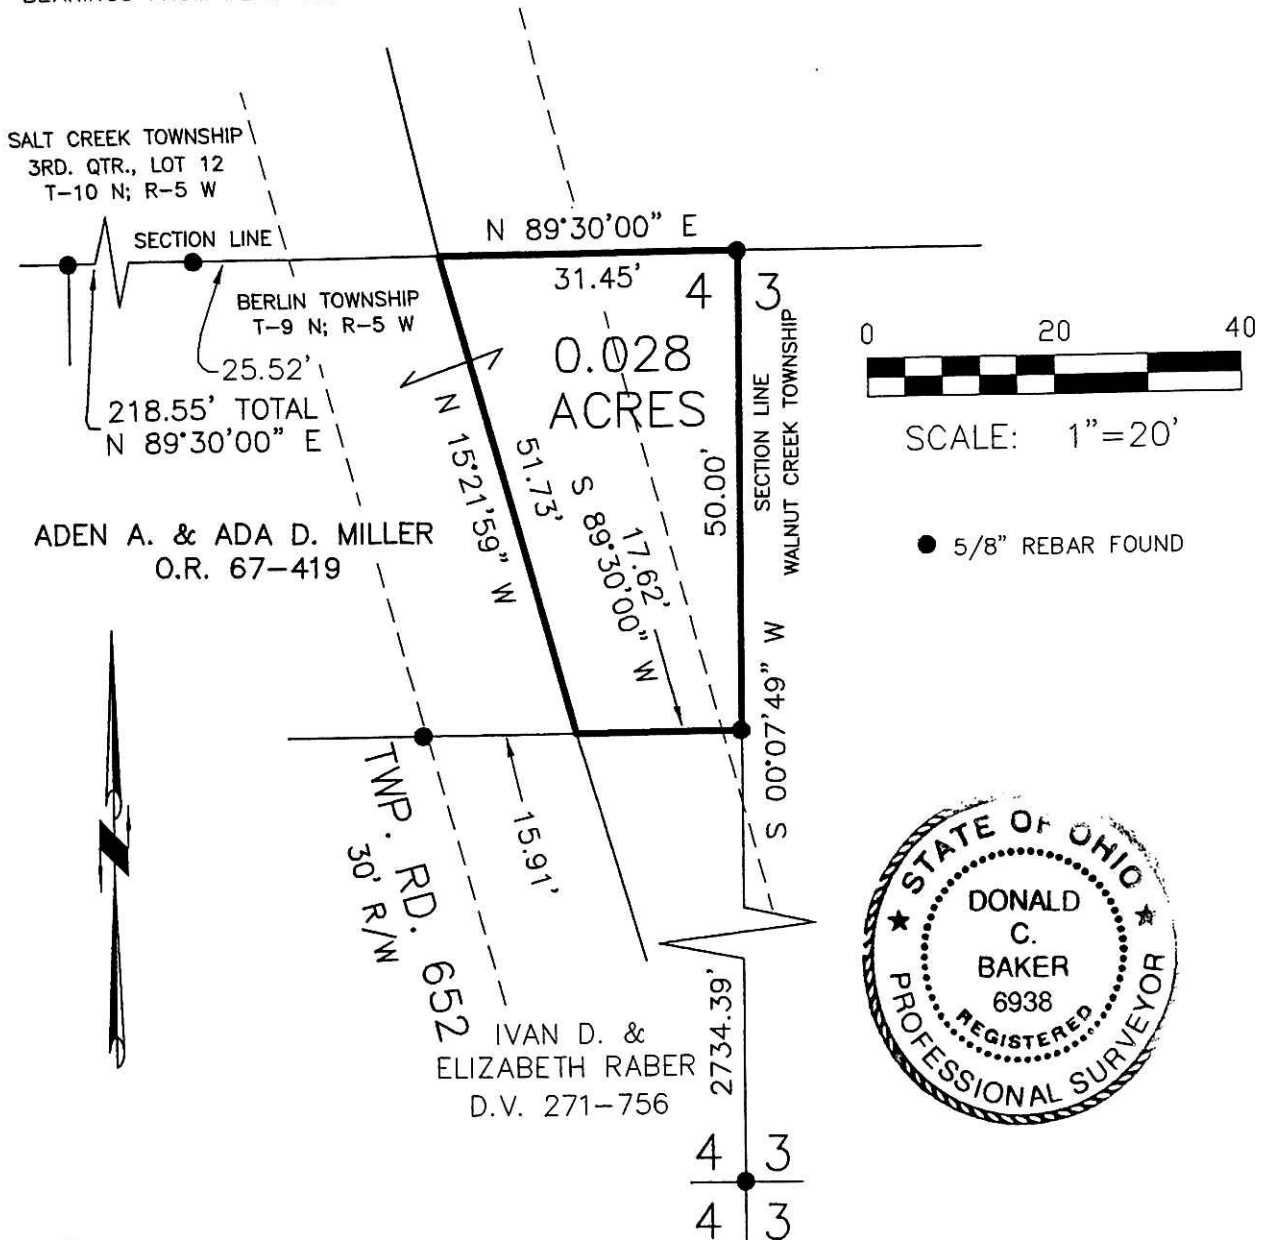 SALT CREEK TOWNSHIP
3RD. QTR., LOT 12
T-10 N; R-5 W
SECTION LINE
N 89°30'00" E
31.45'
4 3
BERLIN TOWNSHIP
T-9 N; R-5 W
25.52'
218.55' TOTAL
N 89°30'00" E
0.028
ACRES
N 15°21'59" W
51.73'
S 89°30'00" W
17.62'
50.00'
SECTION LINE
WALNUT CREEK TOWNSHIP
S 00°07'49" W
0 20 40
SCALE: 1"=20'
5/8" REBAR FOUND
ADEN A. & ADA D. MILLER
O.R. 67-419
TWP. RD. 652
30' R/W
15.91'
IVAN D. &
ELIZABETH RABER
D.V. 271-756
2734.39'
4 3
4 3
STATE OF OHIO
DONALD
C.
BAKER
6938
REGISTERED
PROFESSIONAL SURVEYOR